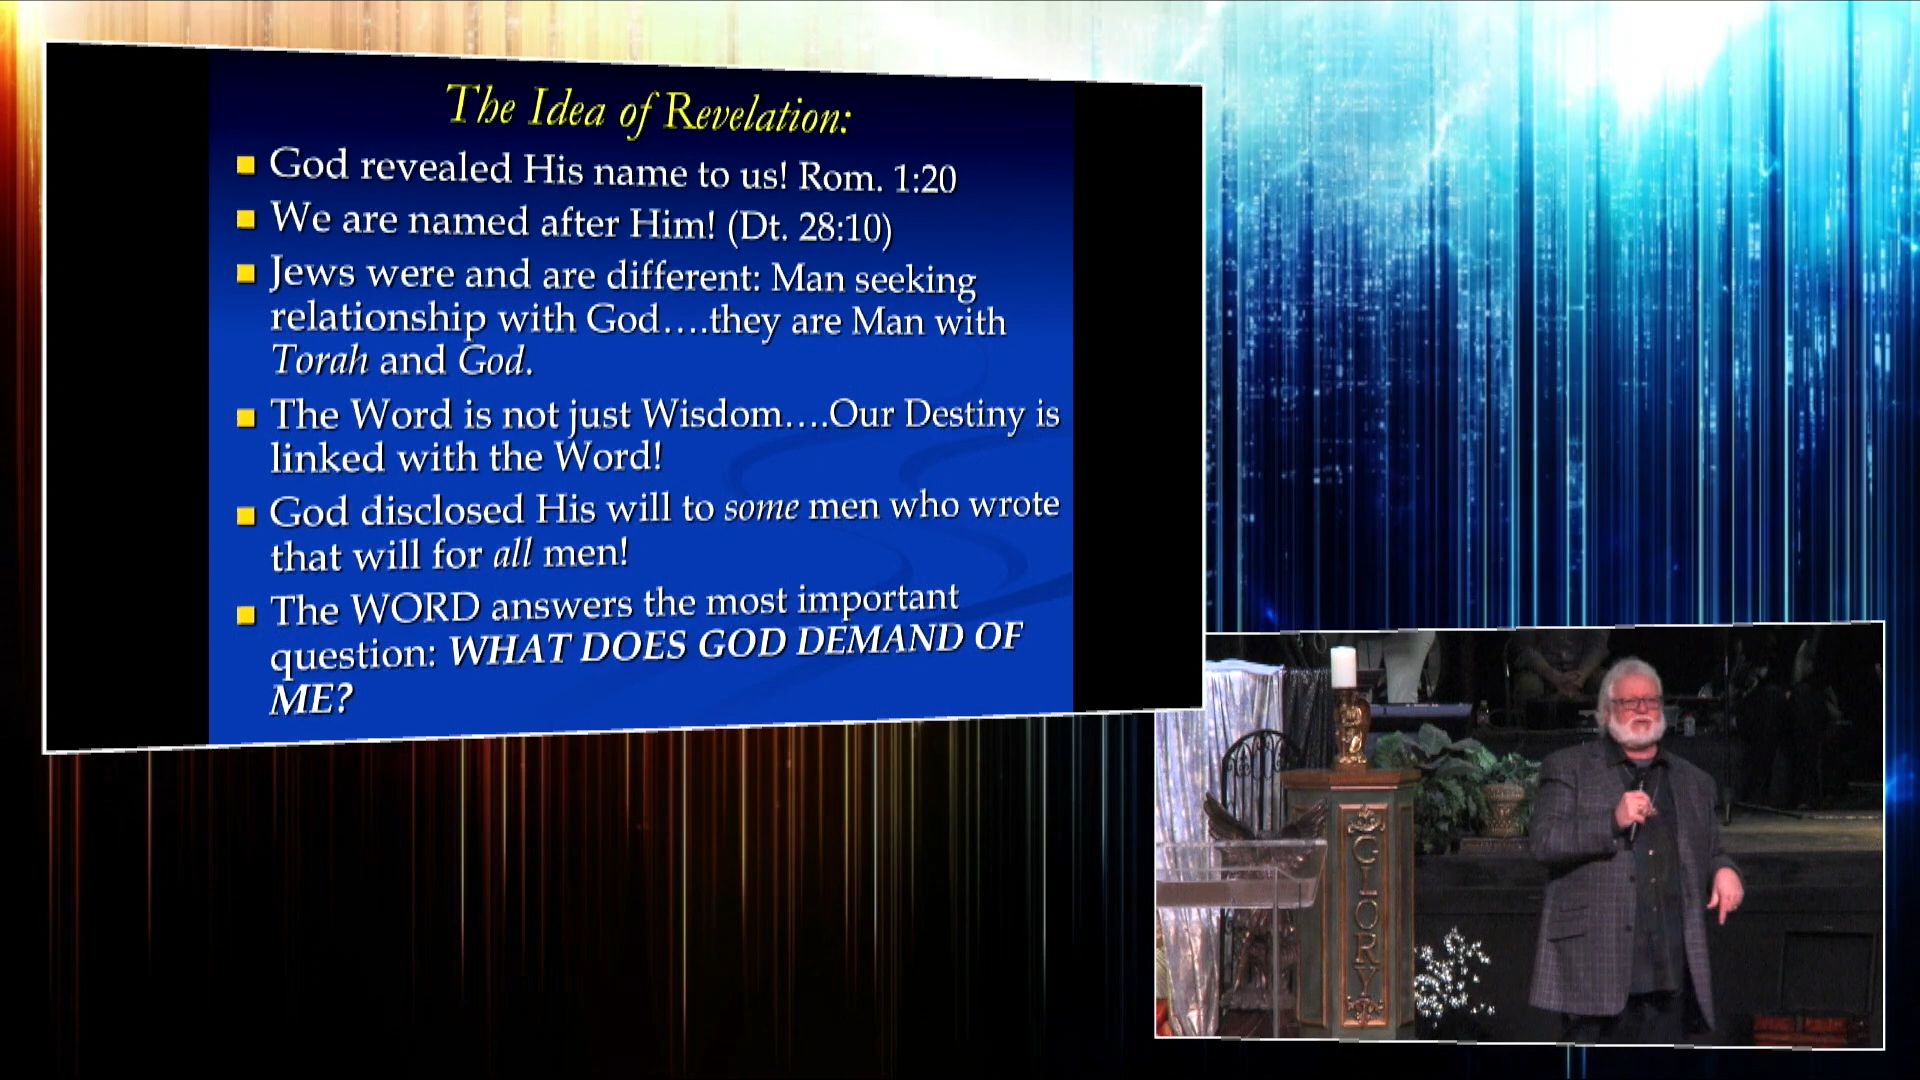 The Idea of Revelation:
God revealed His name to us! Rom. 1:20
We are named after Him! (Dt. 28:10)
Jews were and are different: Man seeking
relationship with God….they are Man with
Torah and God.
The Word is not just Wisdom….Our Destiny is
linked with the Word!
God disclosed His will to some men who wrote
that will for all men!
The WORD answers the most important
question: WHAT DOES GOD DEMAND OF
ME?
GLORY